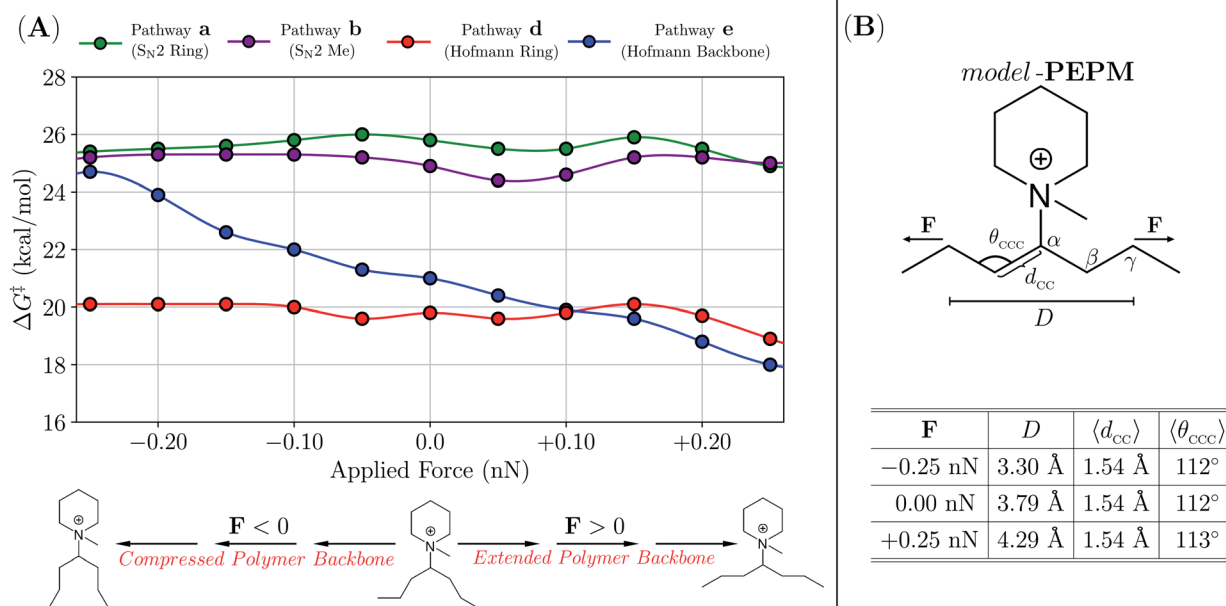 (A)
Pathway a
(SN2 Ring)
Pathway b
(SN2 Me)
Pathway d
(Hofmann Ring)
Pathway e
(Hofmann Backbone)
28
26
24
22
20
18
16
ΔG‡ (kcal/mol)
−0.20
−0.10
0.0
+0.10
+0.20
Applied Force (nN)
N
⊕
F < 0
Compressed Polymer Backbone
N
⊕
F > 0
Extended Polymer Backbone
N
⊕
(B)
model-PEPM
⊕
N
F
F
θCCC
α
β
γ
dCC
D
F D ⟨dCC⟩ ⟨θCCC⟩
−0.25 nN 3.30 Å 1.54 Å 112°
0.00 nN 3.79 Å 1.54 Å 112°
+0.25 nN 4.29 Å 1.54 Å 113°